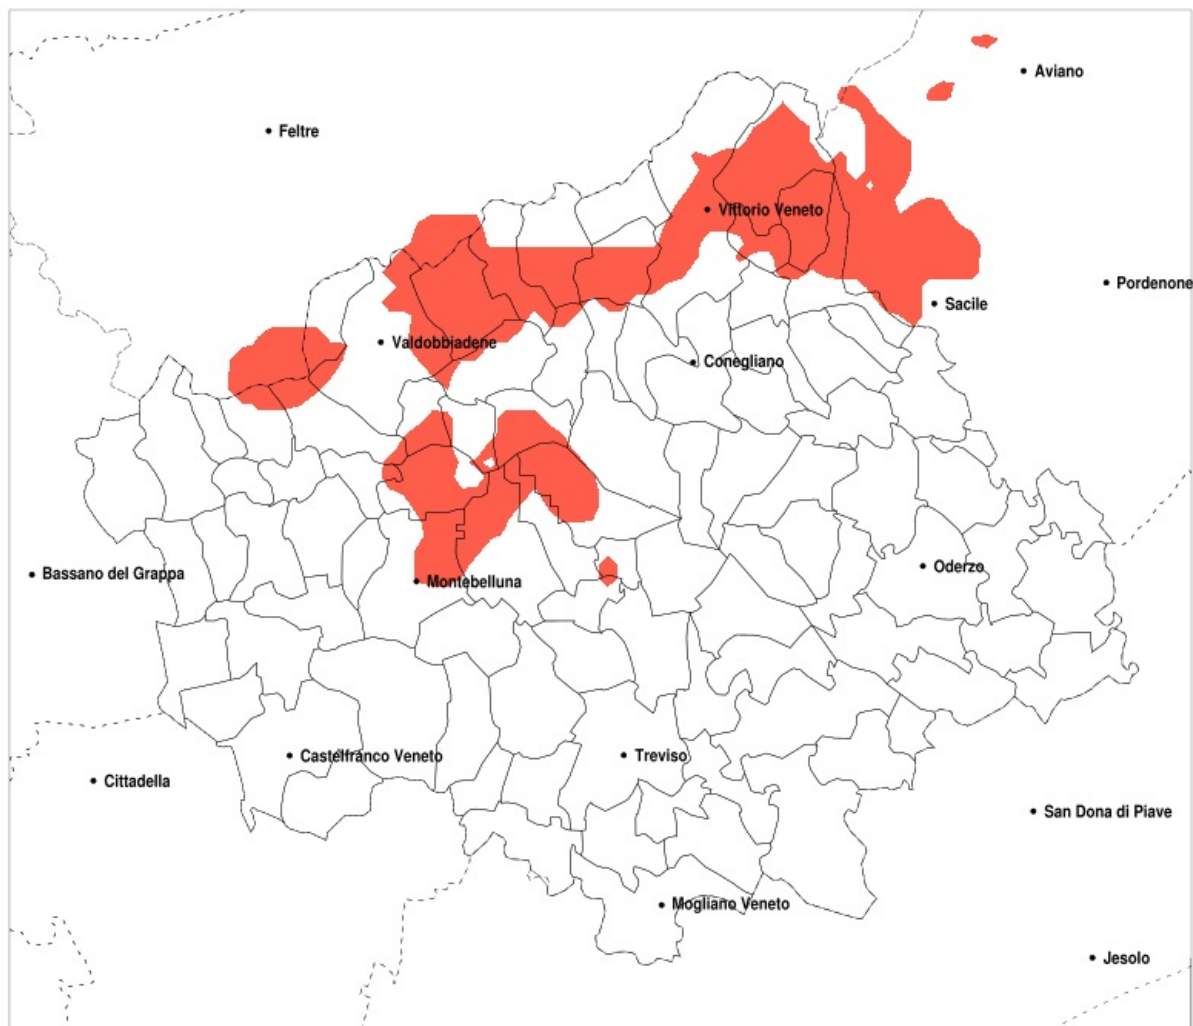 Aviano
Feltre
Vittorio Veneto
Pordenone
Sacile
Valdobbiadene
Conegliano
Oderzo
Bassano del Grappa
Montebelluna
Castelfranco Veneto
Treviso
Cittadella
San Dona di Piave
Mogliano Veneto
Jesolo